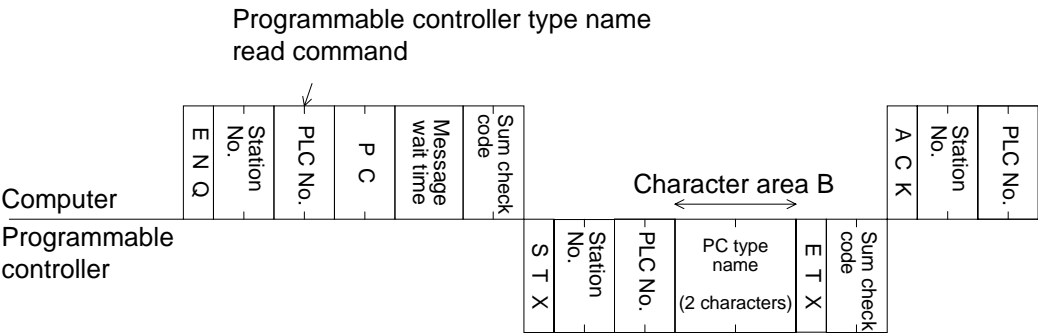 Programmable controller type name
read command
E N Q
Station
No.
PLC No.
P C
Message
wait time
Sum check
code
A C K
Station
No.
PLC No.
Computer
Character area B
Programmable
controller
S T X
Station
No.
PLC No.
PC type
name
(2 characters)
E T X
Sum check
code